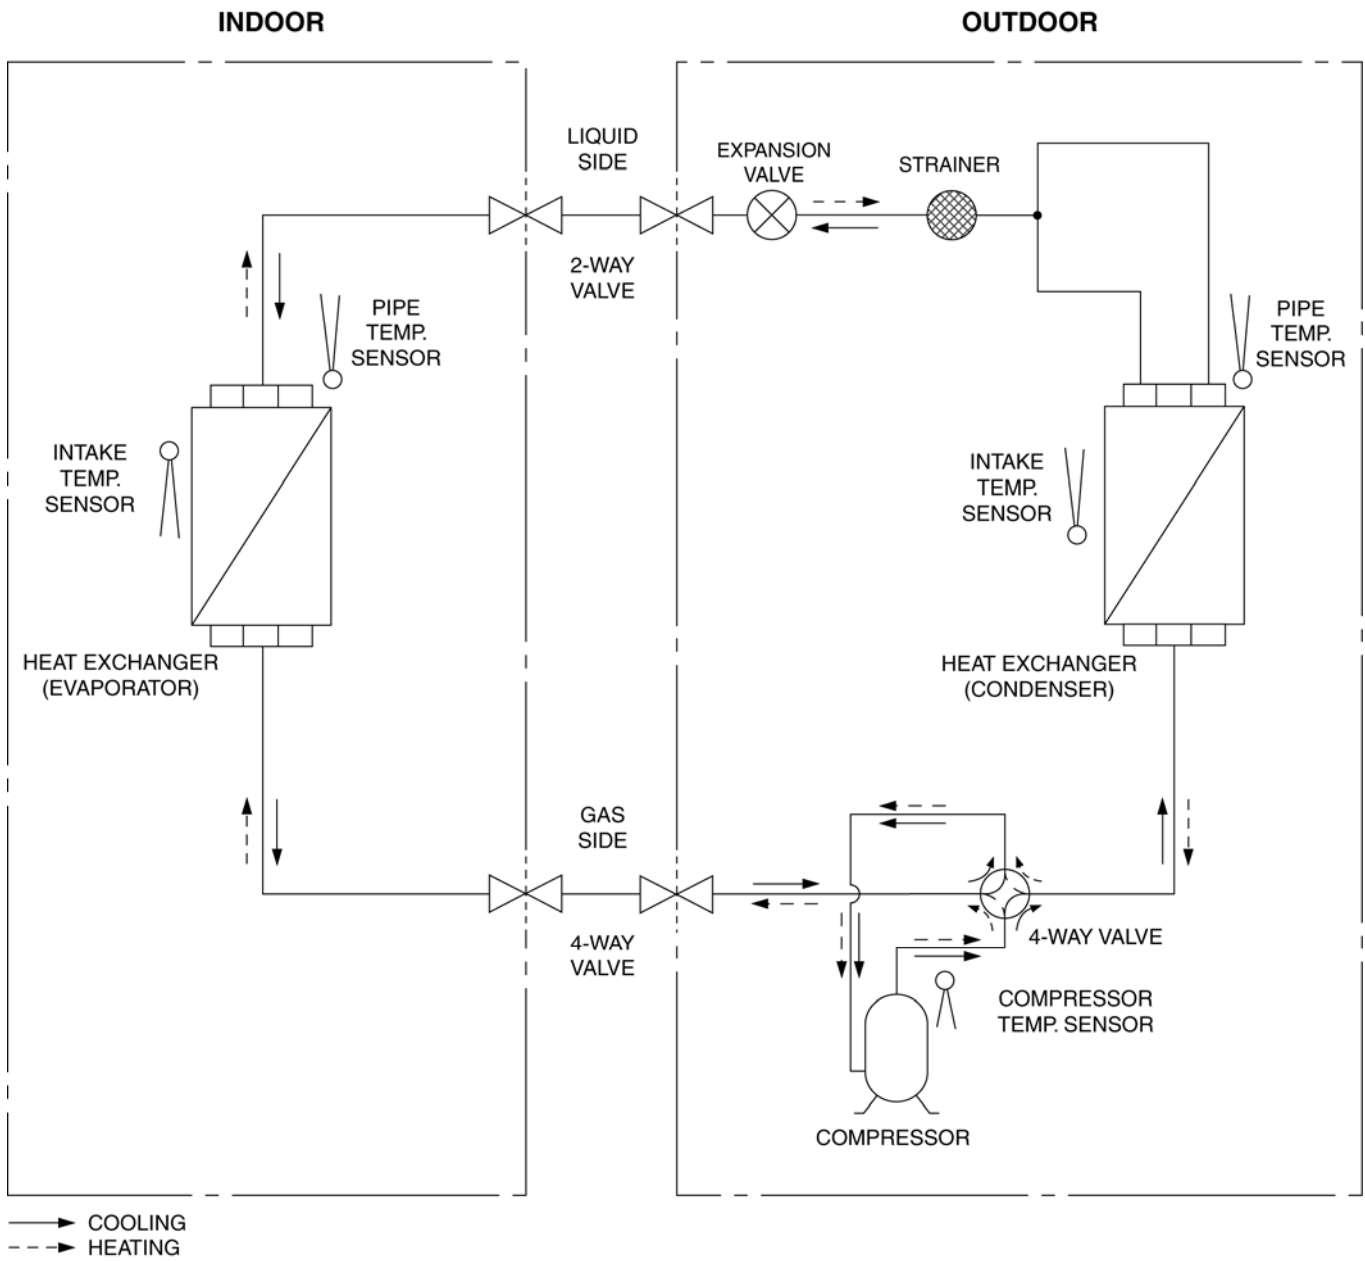 INDOOR
OUTDOOR
LIQUID
SIDE
EXPANSION
VALVE
STRAINER
2-WAY
VALVE
PIPE
TEMP.
SENSOR
PIPE
TEMP.
SENSOR
INTAKE
TEMP.
SENSOR
INTAKE
TEMP.
SENSOR
HEAT EXCHANGER
(EVAPORATOR)
HEAT EXCHANGER
(CONDENSER)
GAS
SIDE
4-WAY
VALVE
4-WAY VALVE
COMPRESSOR
TEMP. SENSOR
COMPRESSOR
COOLING
HEATING